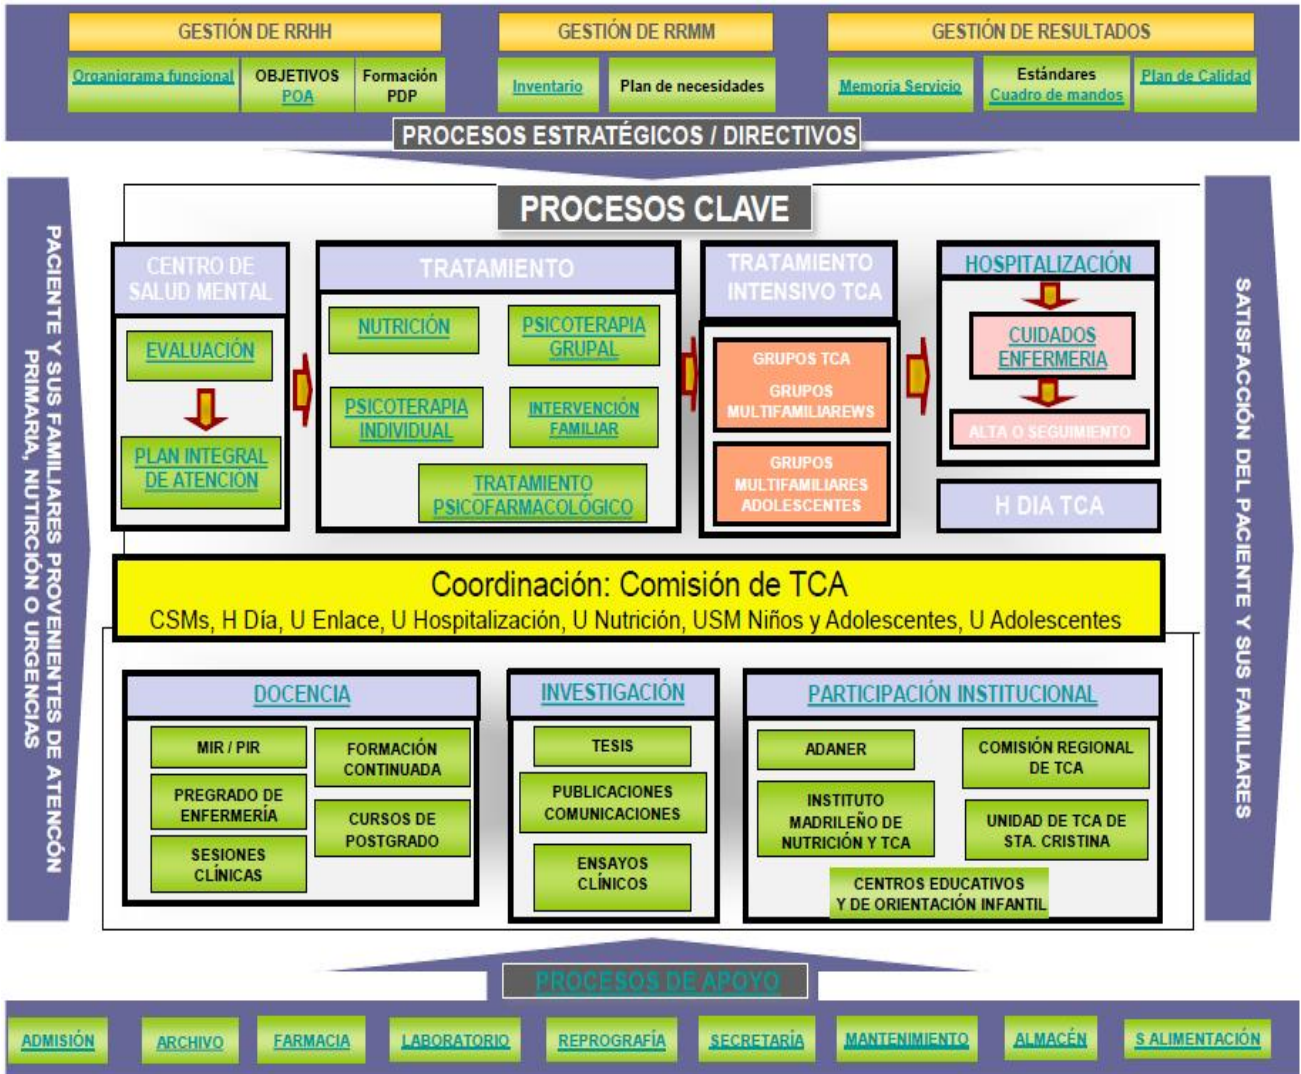 GESTIÓN DE RRHH
GESTIÓN DE RRMM
GESTIÓN DE RESULTADOS
Organigrama funcional
OBJETIVOS
POA
Formación
PDP
Inventario
Plan de necesidades
Memoria Servicio
Estándares
Cuadro de mandos
Plan de Calidad
PROCESOS ESTRATÉGICOS / DIRECTIVOS
PACIENTE Y SUS FAMILIARES PROVENIENTES DE ATENCÓN
PRIMARIA, NUTIRCIÓN O URGENCIAS
PROCESOS CLAVE
CENTRO DE
SALUD MENTAL
EVALUACIÓN
PLAN INTEGRAL
DE ATENCIÓN
TRATAMIENTO
NUTRICIÓN
PSICOTERAPIA
GRUPAL
PSICOTERAPIA
INDIVIDUAL
INTERVENCIÓN
FAMILIAR
TRATAMIENTO
PSICOFARMACOLÓGICO
TRATAMIENTO
INTENSIVO TCA
GRUPOS TCA
GRUPOS
MULTIFAMILIAREWS
GRUPOS
MULTIFAMILIARES
ADOLESCENTES
HOSPITALIZACIÓN
CUIDADOS
ENFERMERIA
ALTA O SEGUIMIENTO
H DIA TCA
SATISFACCIÓN DEL PACIENTE Y SUS FAMILIARES
Coordinación: Comisión de TCA
CSMs, H Día, U Enlace, U Hospitalización, U Nutrición, USM Niños y Adolescentes, U Adolescentes
DOCENCIA
MIR / PIR
FORMACIÓN
CONTINUADA
PREGRADO DE
ENFERMERÍA
CURSOS DE
POSTGRADO
SESIONES
CLÍNICAS
INVESTIGACIÓN
TESIS
PUBLICACIONES
COMUNICACIONES
ENSAYOS
CLÍNICOS
PARTICIPACIÓN INSTITUCIONAL
ADANER
COMISIÓN REGIONAL
DE TCA
INSTITUTO
MADRILEÑO DE
NUTRICIÓN Y TCA
UNIDAD DE TCA DE
STA. CRISTINA
CENTROS EDUCATIVOS
Y DE ORIENTACIÓN INFANTIL
PROCESOS DE APOYO
ADMISIÓN
ARCHIVO
FARMACIA
LABORATORIO
REPROGRAFÍA
SECRETARÍA
MANTENIMIENTO
ALMACÉN
S ALIMENTACIÓN